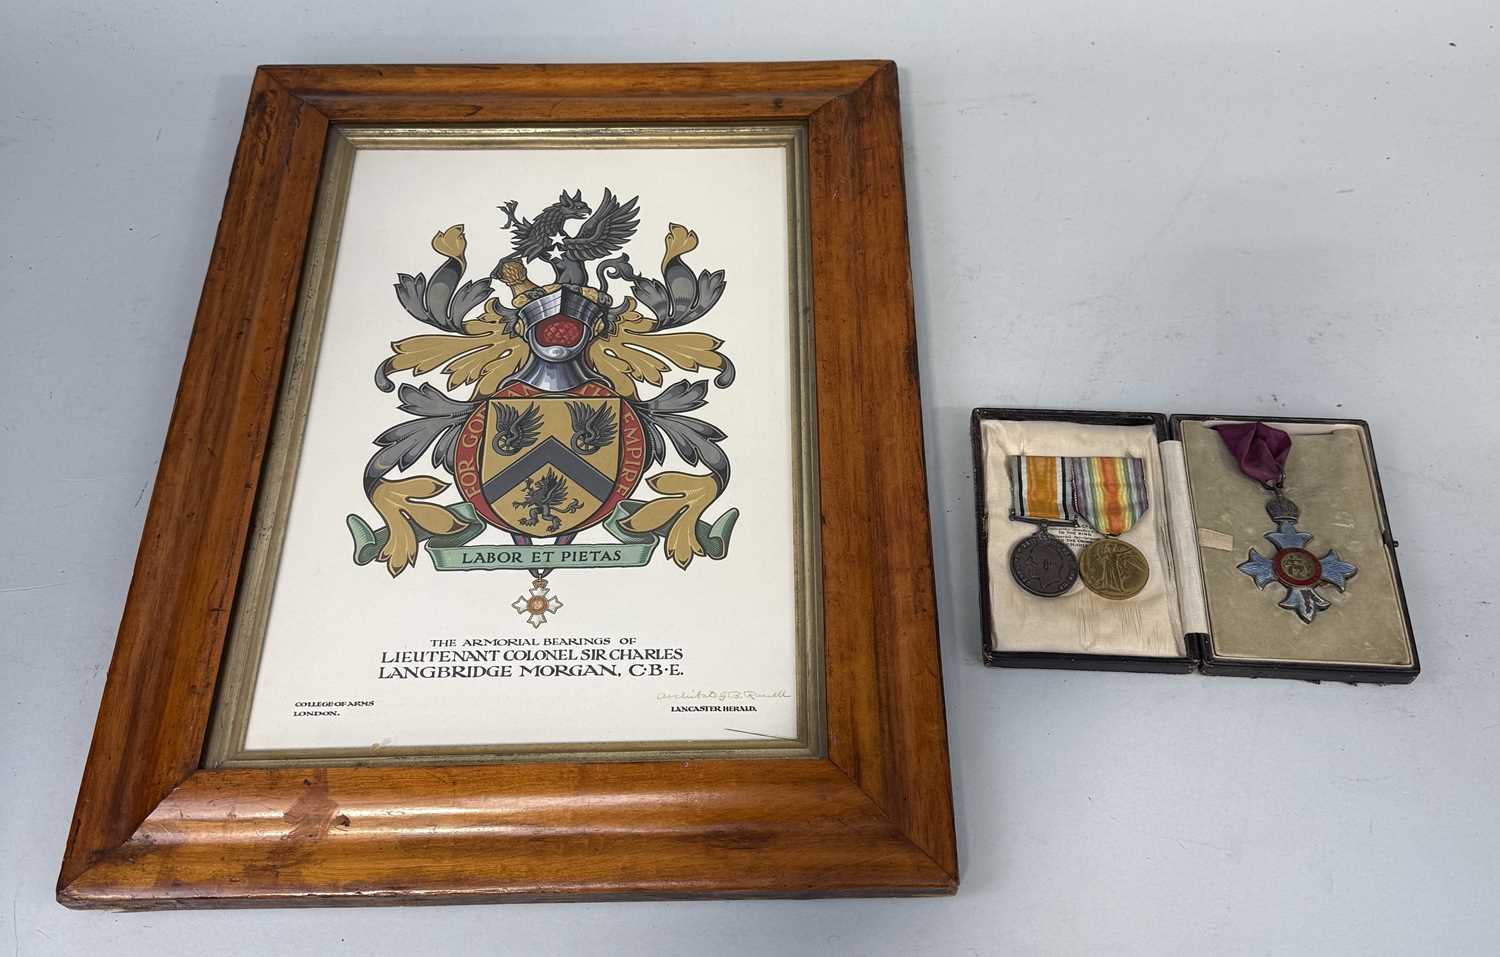 FOR GOD AN
EMPIRE
LABOR ET PIETAS
THE ARMORIAL BEARINGS OF
LIEUTENANT COLONEL SIR CHARLES
LANGBRIDGE MORGAN, C·B·E.
COLLEGE OF ARMS
LONDON.
LANCASTER HERALD.